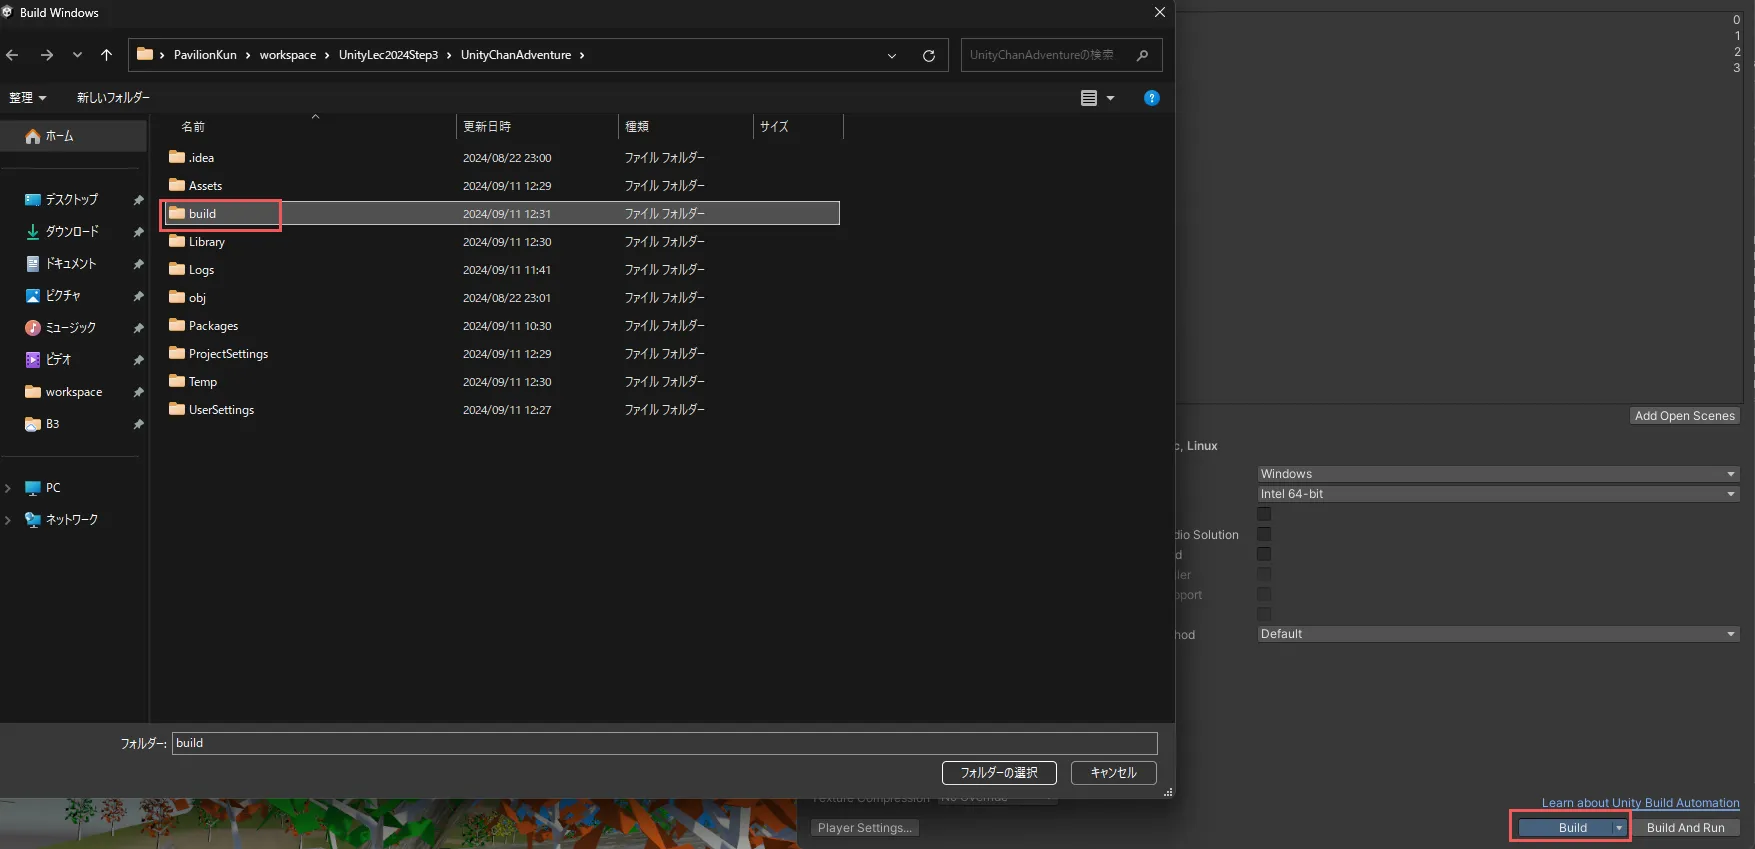 Build Windows
PavilionKun > workspace > UnityLec2024Step3 > UnityChanAdventure >
UnityChanAdventureの検索
整理
新しいフォルダー
ホーム
デスクトップ
ダウンロード
ドキュメント
ピクチャ
ミュージック
ビデオ
workspace
B3
PC
ネットワーク
名前 更新日時 種類 サイズ
.idea 2024/08/22 23:00 ファイル フォルダー
Assets 2024/09/11 12:29 ファイル フォルダー
build 2024/09/11 12:31 ファイル フォルダー
Library 2024/09/11 12:30 ファイル フォルダー
Logs 2024/09/11 11:41 ファイル フォルダー
obj 2024/08/22 23:01 ファイル フォルダー
Packages 2024/09/11 10:30 ファイル フォルダー
ProjectSettings 2024/09/11 12:29 ファイル フォルダー
Temp 2024/09/11 12:30 ファイル フォルダー
UserSettings 2024/09/11 12:27 ファイル フォルダー
フォルダー: build
フォルダーの選択
キャンセル
0
1
2
3
Add Open Scenes
c, Linux
Windows
Intel 64-bit
dio Solution
d
ler
pport
hod
Default
Texture Compression No Override
Learn about Unity Build Automation
Player Settings...
Build
Build And Run